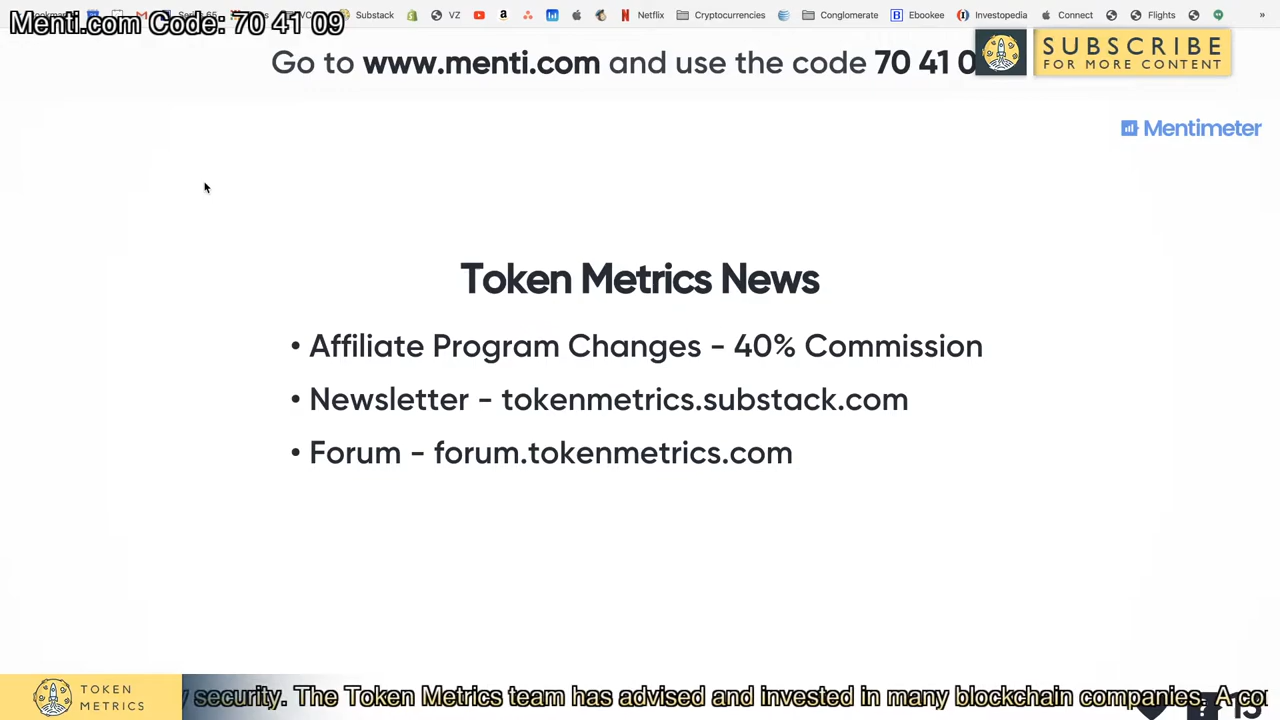 Menti.com Code: 70 41 09
Substack VZ Netflix Cryptocurrencies Conglomerate Ebookee Investopedia Connect Flights »
Go to www.menti.com and use the code 70 41 0
SUBSCRIBE
FOR MORE CONTENT
Mentimeter
Token Metrics News
• Affiliate Program Changes - 40% Commission
• Newsletter - tokenmetrics.substack.com
• Forum - forum.tokenmetrics.com
TOKEN
METRICS
y security. The Token Metrics team has advised and invested in many blockchain companies. A co